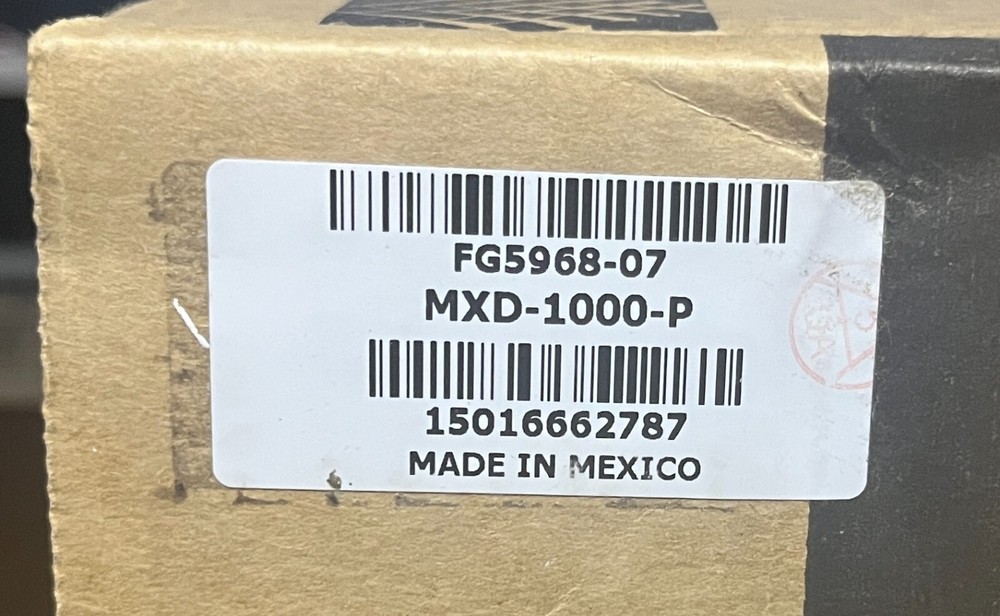 FG5968-07
MXD-1000-P
15016662787
MADE IN MEXICO